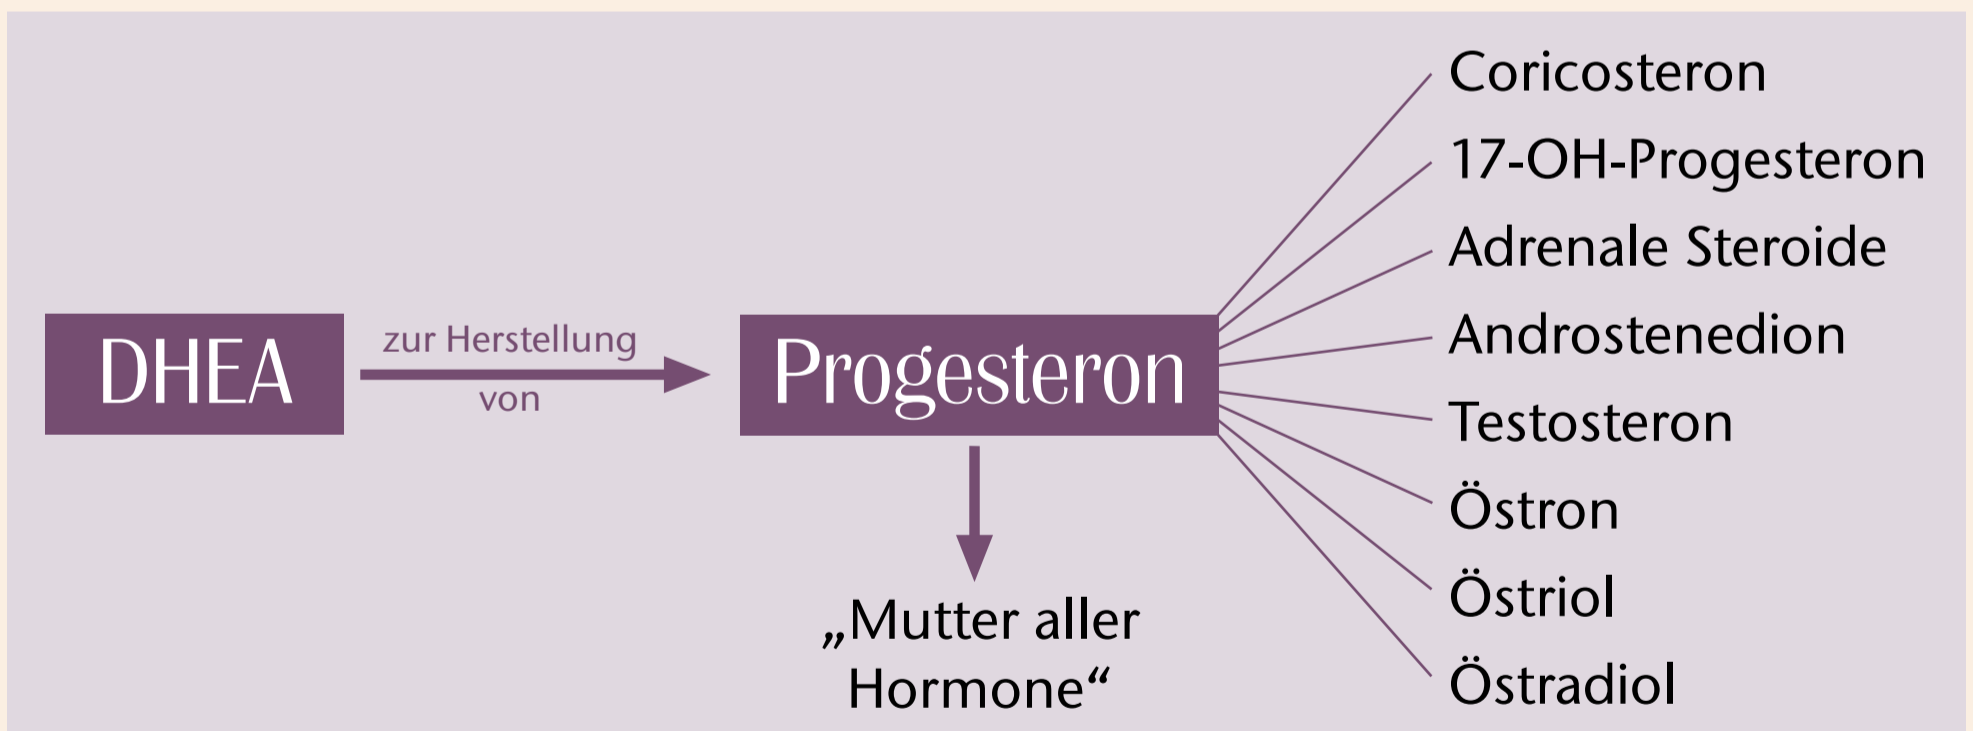 DHEA
zur Herstellung
von
Progesteron
„Mutter aller
Hormone“
Coricosteron
17-OH-Progesteron
Adrenale Steroide
Androstenedion
Testosteron
Östron
Östriol
Östradiol